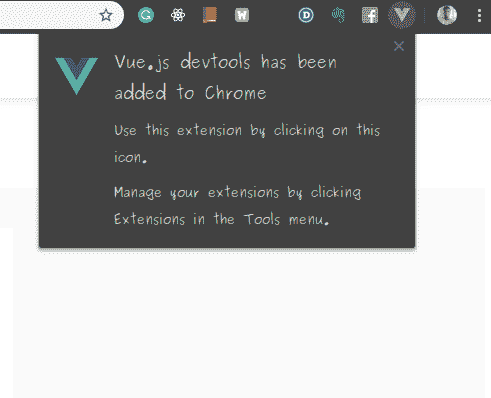 Vue.js devtools has been
added to Chrome
Use this extension by clicking on this
icon.
Manage your extensions by clicking
Extensions in the Tools menu.